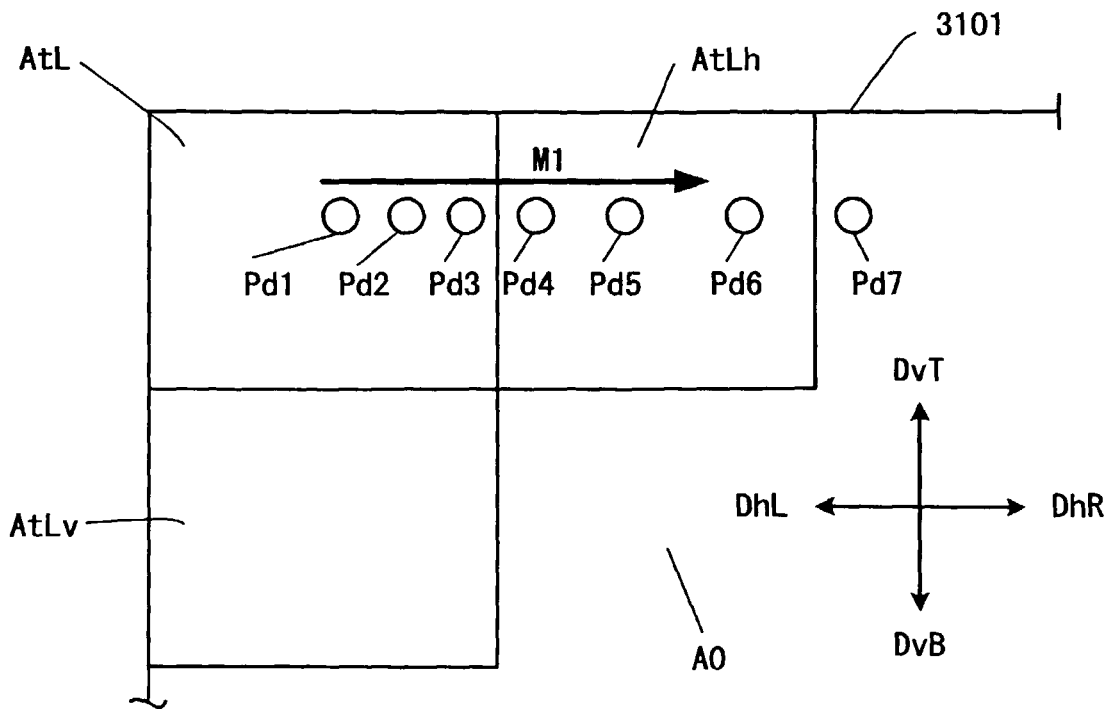 3101
AtL
AtLh
M1
Pd1 Pd2 Pd3 Pd4 Pd5 Pd6 Pd7
DvT
DhL
DhR
AtLv
DvB
A0